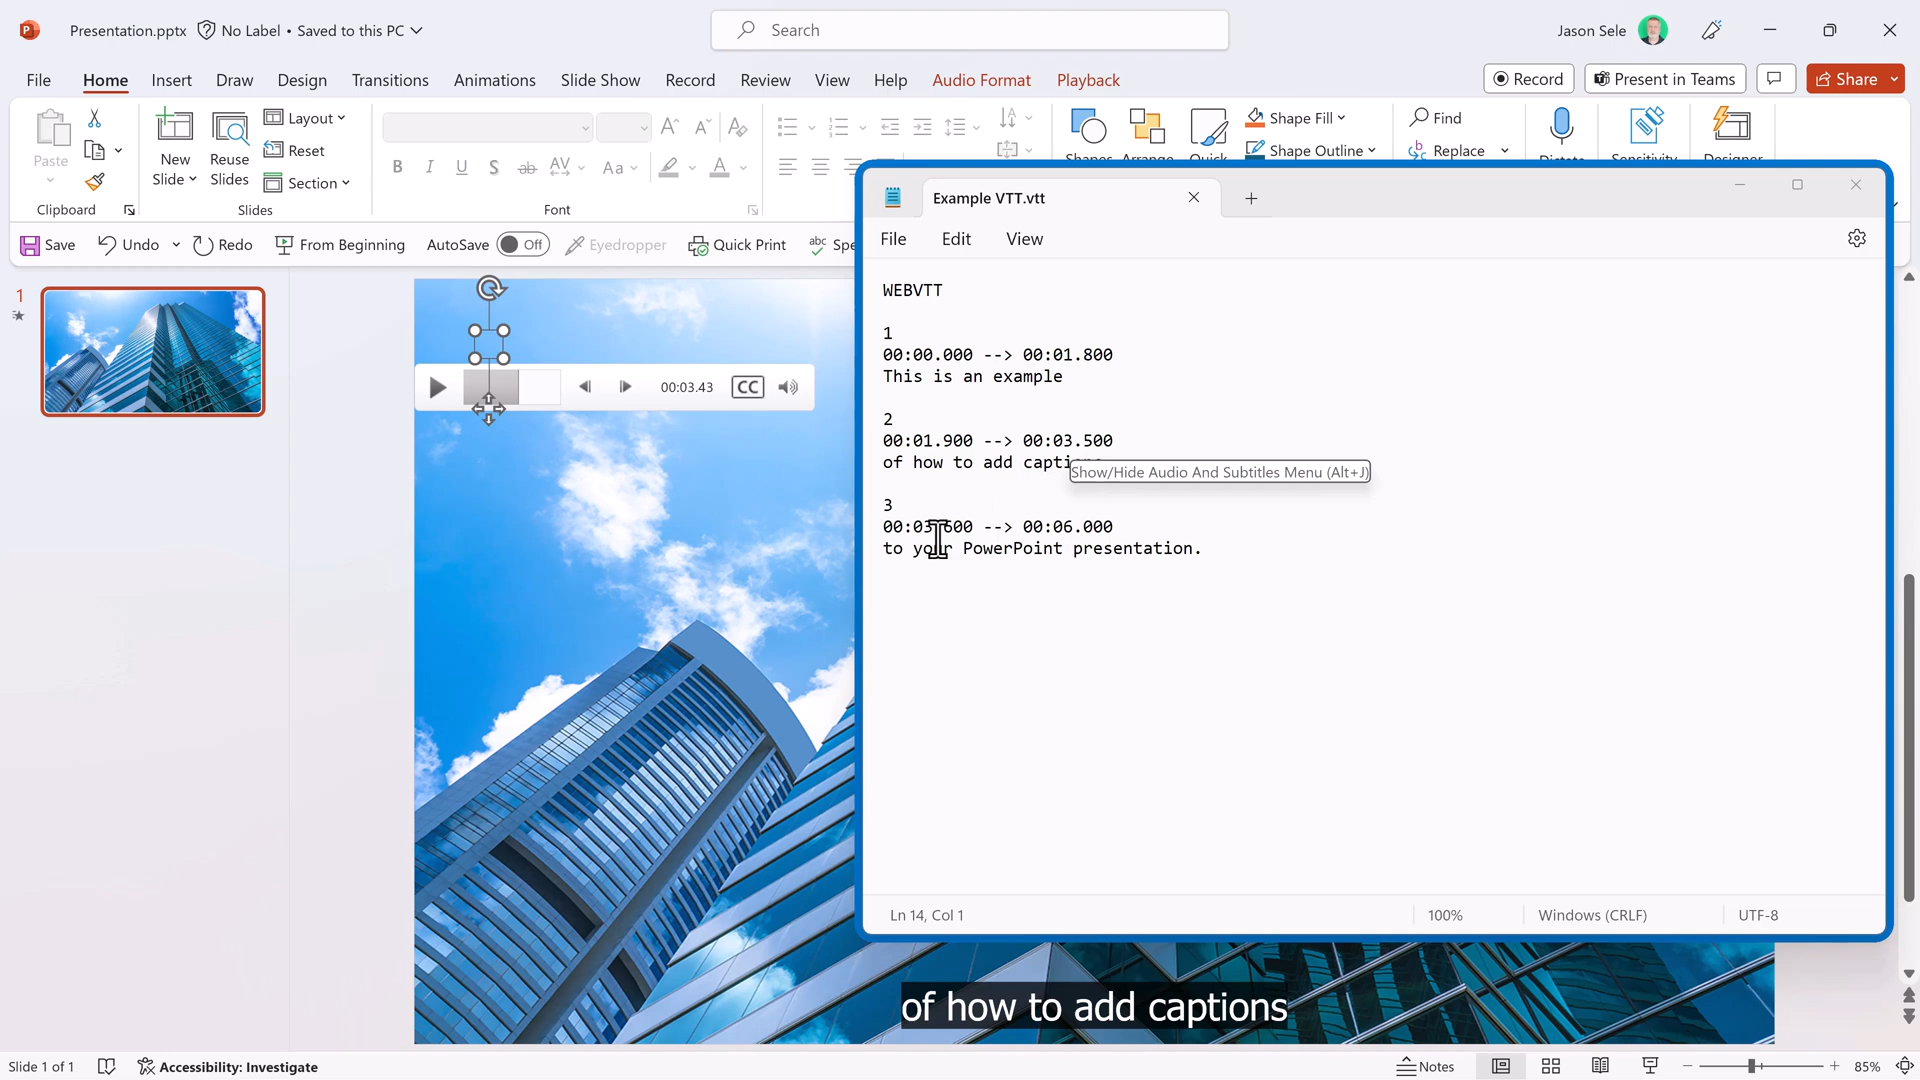 Presentation.pptx No Label • Saved to this PC
Search
Jason Sele
File Home Insert Draw Design Transitions Animations Slide Show Record Review View Help Audio Format Playback
Record Present in Teams Share
Paste
Clipboard
New Slide
Reuse Slides
Layout
Reset
Section
Slides
B I U S ab AV Aa A
Font
Shape Fill
Shape Outline
Find
Replace
Save Undo Redo From Beginning AutoSave Off Eyedropper Quick Print
Example VTT.vtt
File Edit View
WEBVTT
1
00:00.000 --> 00:01.800
This is an example
2
00:01.900 --> 00:03.500
of how to add
Show/Hide Audio And Subtitles Menu (Alt+J)
3
--> 00:06.000
to your PowerPoint presentation.
Ln 14, Col 1 100% Windows (CRLF) UTF-8
1
00:03.43 CC
of how to add captions
Slide 1 of 1 Accessibility: Investigate Notes 85%